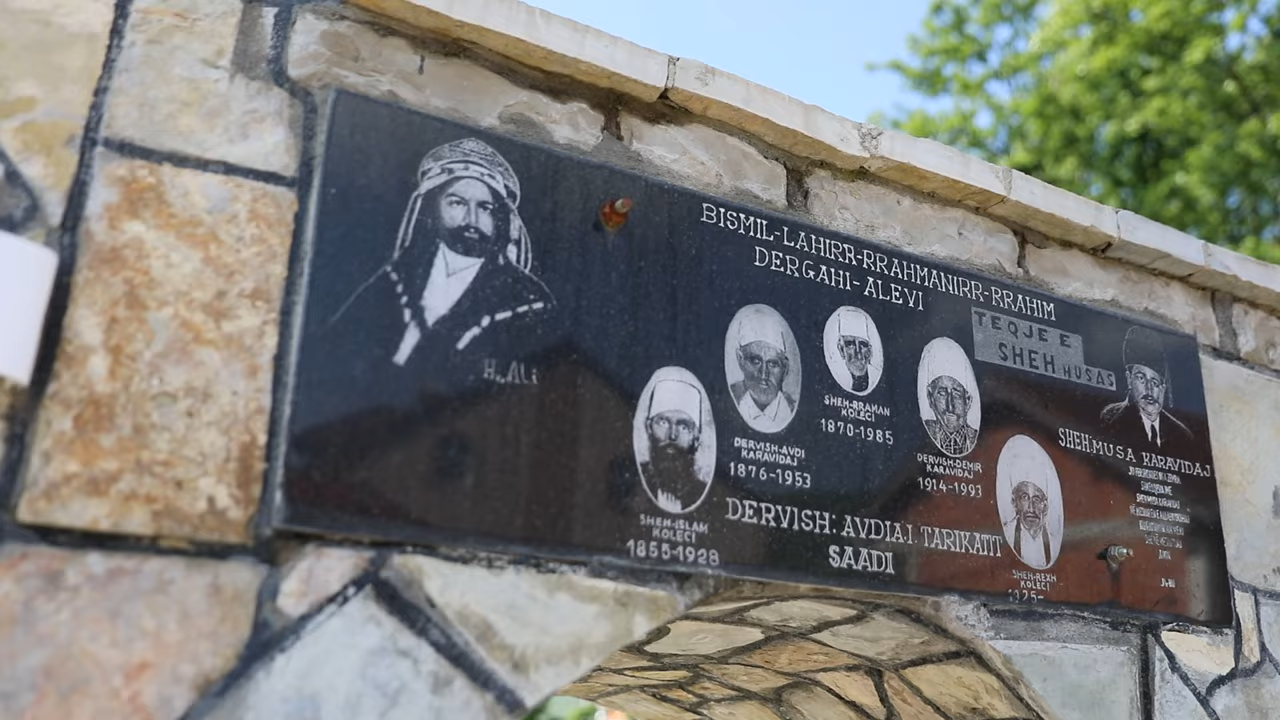 BISMIL-LAHIRR-RRAHMANIRR-RRAHIM
DERGAHI-ALEVI
TEQJE E
SHEH MUSAS
H.ALI
SHEH-ISLAM
KOLECI
1855-1928
DERVISH-AVDI
KARAVIDAJ
1876-1953
SHEH-RRAMAN
KOLECI
1870-1985
DERVISH-DEMIR
KARAVIDAJ
1914-1993
SHEH-REXH
KOLECI
1925-
SHEH:MUSA KARAVIDAJ
DERVISH: AVDIA.I. TARIKATIT
SAADI